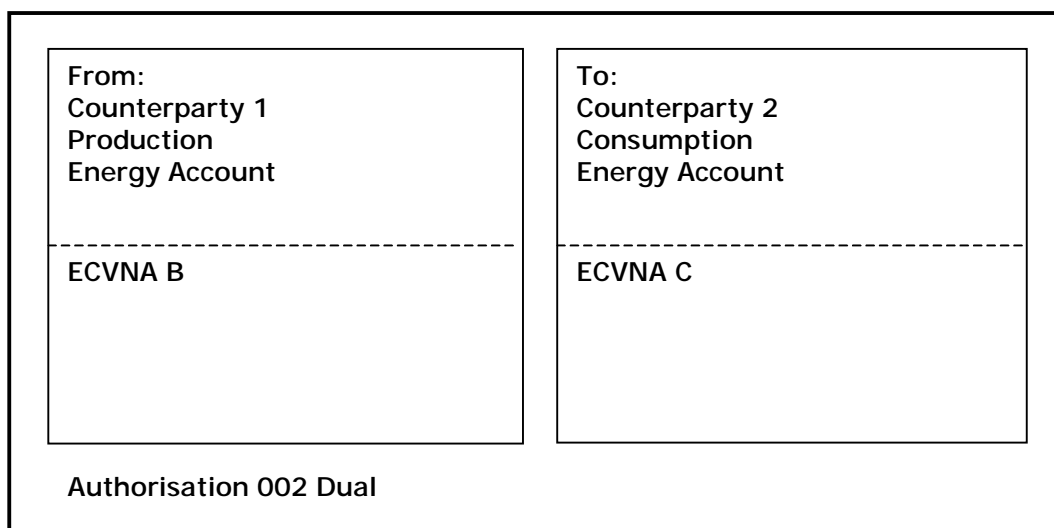 From:
Counterparty 1
Production
Energy Account
ECVNA B
To:
Counterparty 2
Consumption
Energy Account
ECVNA C
Authorisation 002 Dual